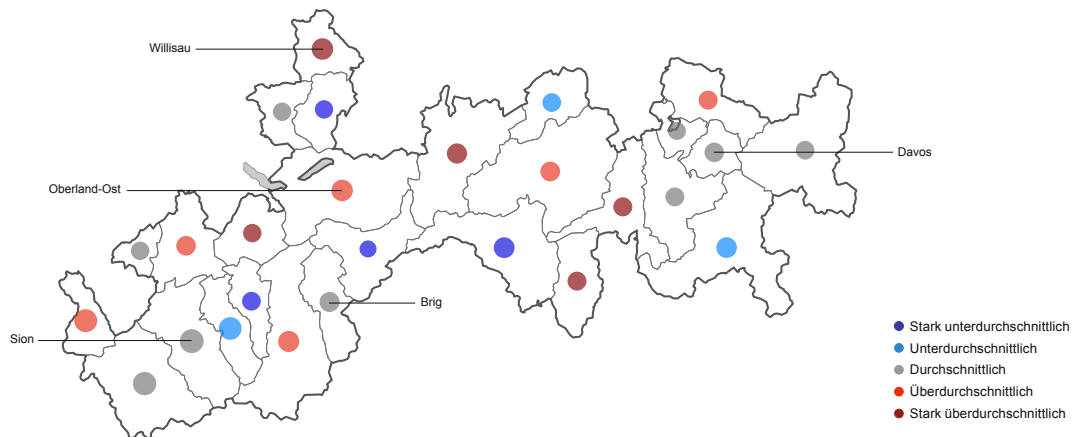 Willisau
Davos
Oberland-Ost
Brig
Sion
Stark unterdurchschnittlich
Unterdurchschnittlich
Durchschnittlich
Überdurchschnittlich
Stark überdurchschnittlich